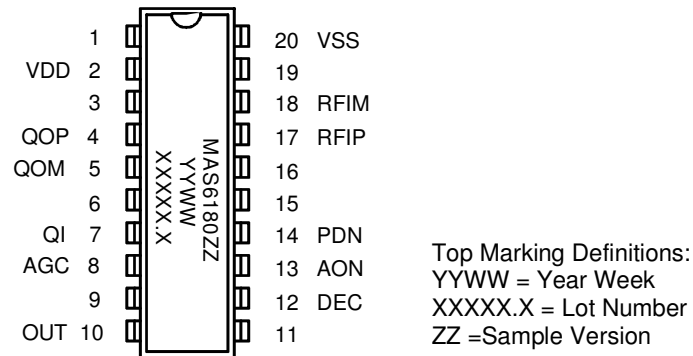 1
VDD 2
3
QOP 4
QOM 5
6
QI 7
AGC 8
9
OUT 10
MAS6180ZZ
YYWW
XXXXX.X
20 VSS
19
18 RFIM
17 RFIP
16
15
14 PDN
13 AON
12 DEC
11
Top Marking Definitions:
YYWW = Year Week
XXXXX.X = Lot Number
ZZ =Sample Version